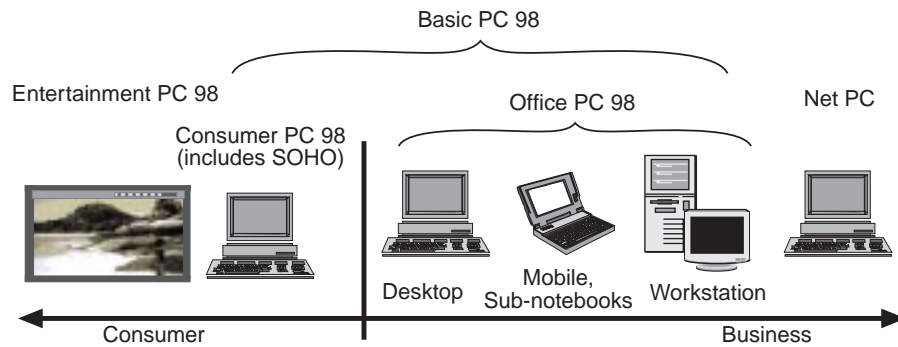 Basic PC 98
Entertainment PC 98
Office PC 98
Net PC
Consumer PC 98
(includes SOHO)
Desktop
Mobile,
Sub-notebooks
Workstation
Consumer
Business